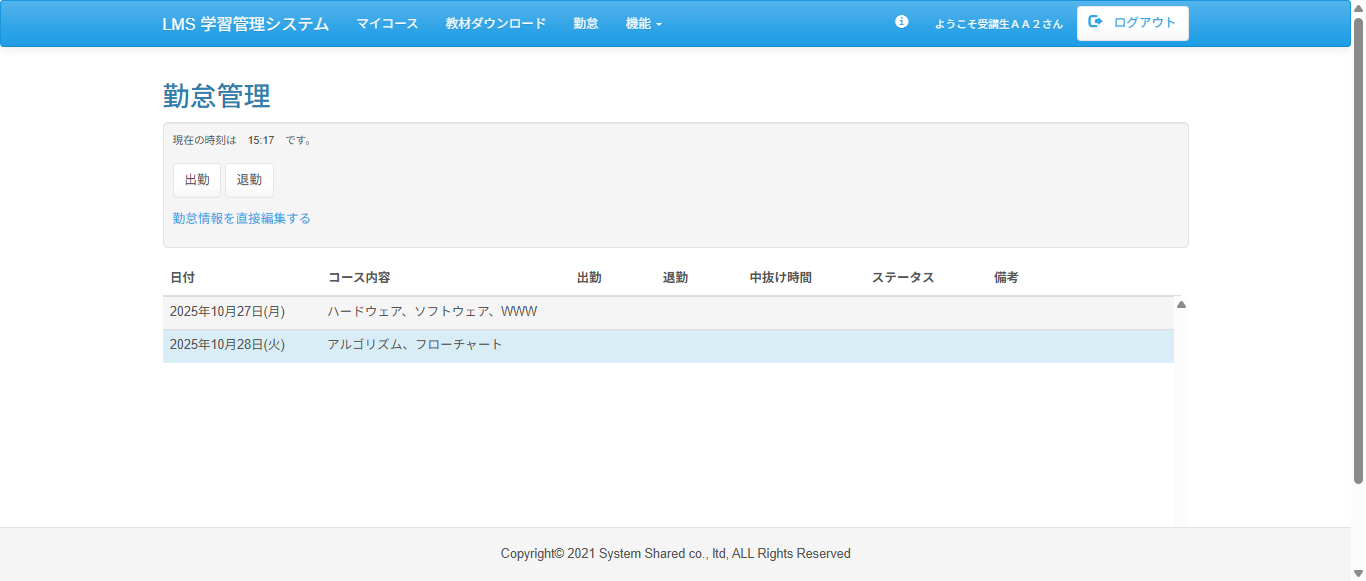 LMS 学習管理システム マイコース 教材ダウンロード 勤怠 機能 ようこそ受講生ＡＡ２さん ログアウト
勤怠管理
現在の時刻は 15:17 です。
出勤 退勤
勤怠情報を直接編集する
日付 コース内容 出勤 退勤 中抜け時間 ステータス 備考
2025年10月27日(月) ハードウェア、ソフトウェア、WWW
2025年10月28日(火) アルゴリズム、フローチャート
Copyright© 2021 System Shared co., ltd, ALL Rights Reserved